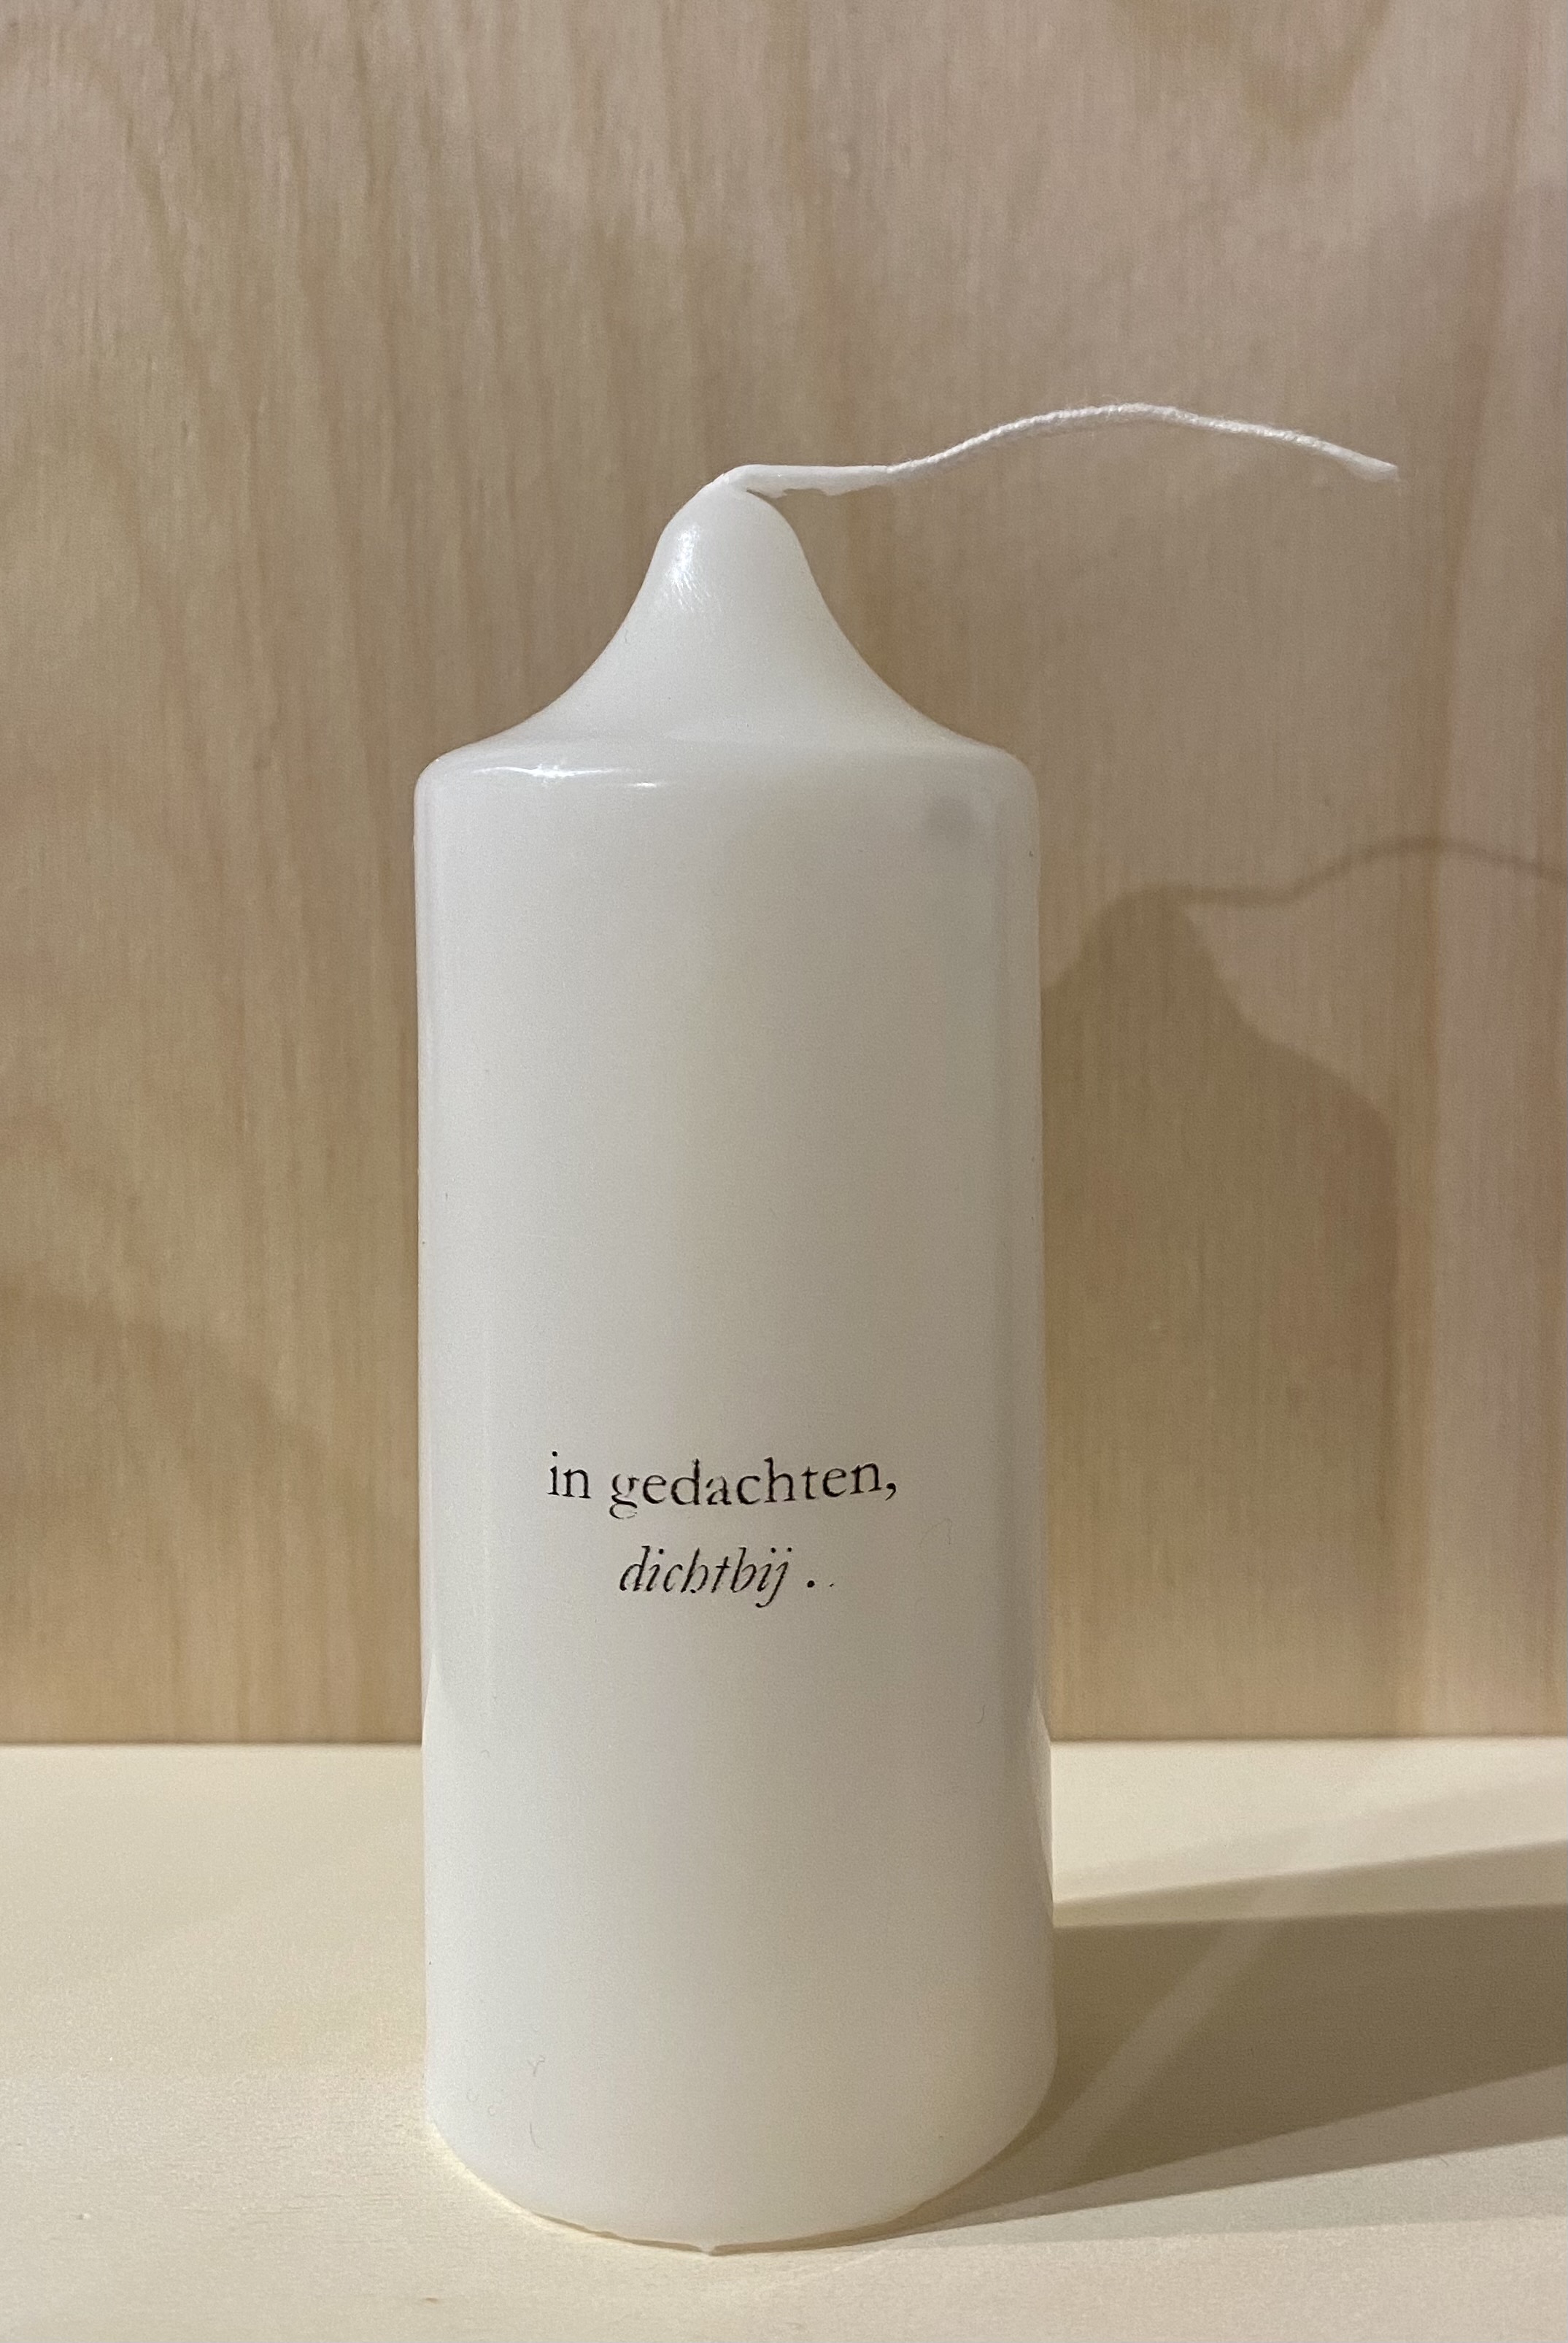 in gedachten,
dichtbij ..